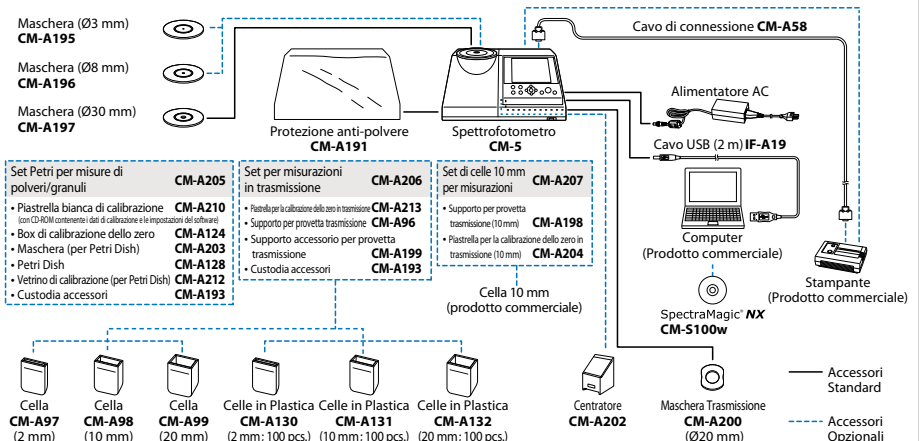 Maschera (Ø3 mm)
CM-A195
Maschera (Ø8 mm)
CM-A196
Maschera (Ø30 mm)
CM-A197
Protezione anti-polvere
CM-A191
Spettrofotometro
CM-5
Cavo di connessione CM-A58
Alimentatore AC
Cavo USB (2 m) IF-A19
Computer
(Prodotto commerciale)
SpectraMagic® NX
CM-S100w
Stampante
(Prodotto commerciale)
Set Petri per misure di
polveri/granuli CM-A205
• Piastrella bianca di calibrazione CM-A210
(con CD-ROM contenente i dati di calibrazione e le impostazioni del software)
• Box di calibrazione dello zero CM-A124
• Maschera (per Petri Dish) CM-A203
• Petri Dish CM-A128
• Vetrino di calibrazione (per Petri Dish) CM-A212
• Custodia accessori CM-A193
Set per misurazioni
in trasmissione CM-A206
• Piastrella per la calibrazione dello zero in trasmissione CM-A213
• Supporto per provetta trasmissione CM-A96
• Supporto accessorio per provetta
trasmissione CM-A199
• Custodia accessori CM-A193
Set di celle 10 mm
per misurazioni CM-A207
• Supporto per provetta
trasmissione (10 mm) CM-A198
• Piastrella per la calibrazione dello zero in
trasmissione (10 mm) CM-A204
Cella 10 mm
(prodotto commerciale)
Cella
CM-A97
(2 mm)
Cella
CM-A98
(10 mm)
Cella
CM-A99
(20 mm)
Celle in Plastica
CM-A130
(2 mm; 100 pcs.)
Celle in Plastica
CM-A131
(10 mm; 100 pcs.)
Celle in Plastica
CM-A132
(20 mm; 100 pcs.)
Centratore
CM-A202
Maschera Trasmissione
CM-A200
(Ø20 mm)
Accessori
Standard
Accessori
Opzionali